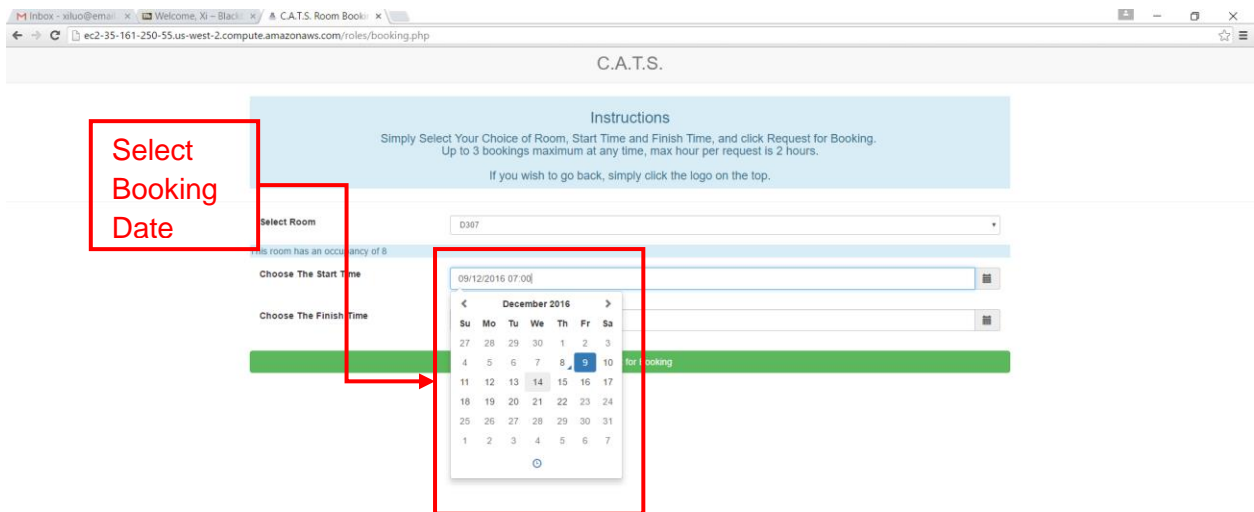 Inbox - xiluo@email
Welcome, Xi – Blackb
C.A.T.S. Room Bookin
ec2-35-161-250-55.us-west-2.compute.amazonaws.com/roles/booking.php
C.A.T.S.
Instructions
Simply Select Your Choice of Room, Start Time and Finish Time, and click Request for Booking.
Up to 3 bookings maximum at any time, max hour per request is 2 hours.
If you wish to go back, simply click the logo on the top.
Select
Booking
Date
Select Room
D307
This room has an occupancy of 8
Choose The Start Time
09/12/2016 07:00
December 2016
Su Mo Tu We Th Fr Sa
27 28 29 30 1 2 3
4 5 6 7 8 9 10
11 12 13 14 15 16 17
18 19 20 21 22 23 24
25 26 27 28 29 30 31
1 2 3 4 5 6 7
Choose The Finish Time
for Booking